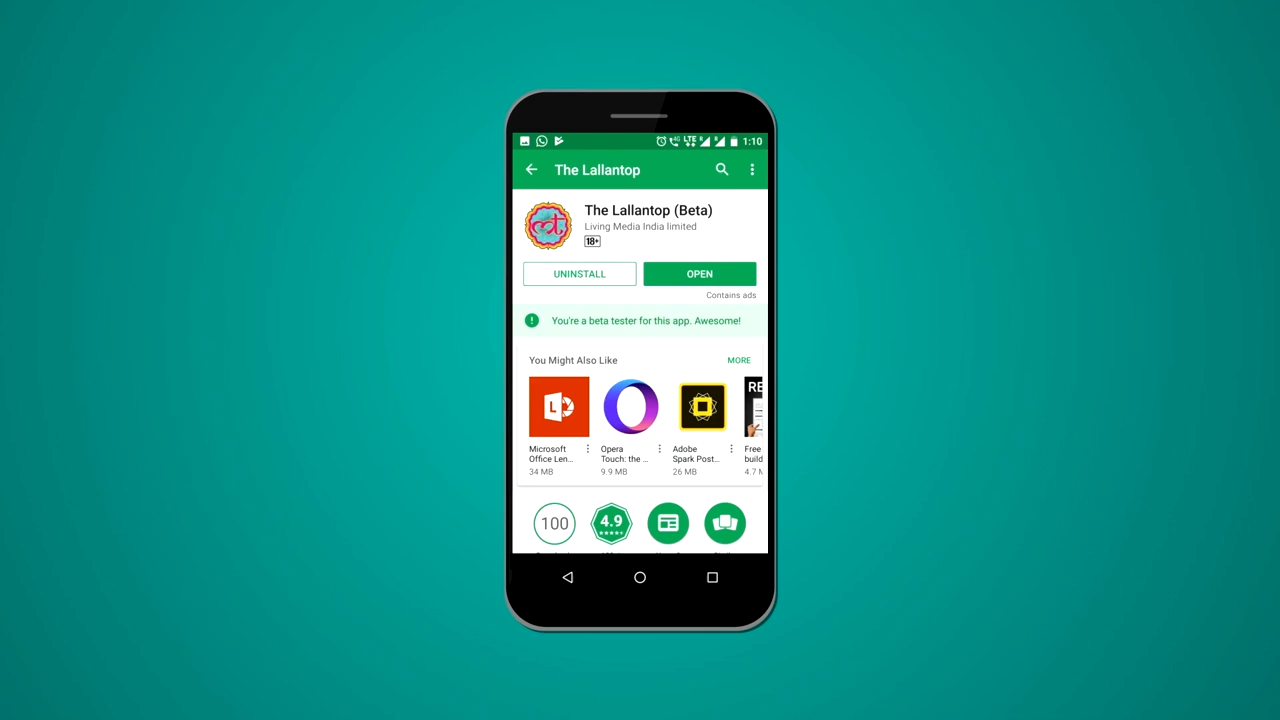 LTE 1:10
The Lallantop
The Lallantop (Beta)
Living Media India limited
18+
UNINSTALL OPEN
Contains ads
You're a beta tester for this app. Awesome!
You Might Also Like MORE
Microsoft Opera Adobe Free
Office Len... Touch: the ... Spark Post... build
34 MB 9.9 MB 26 MB 4.7 M
100 4.9